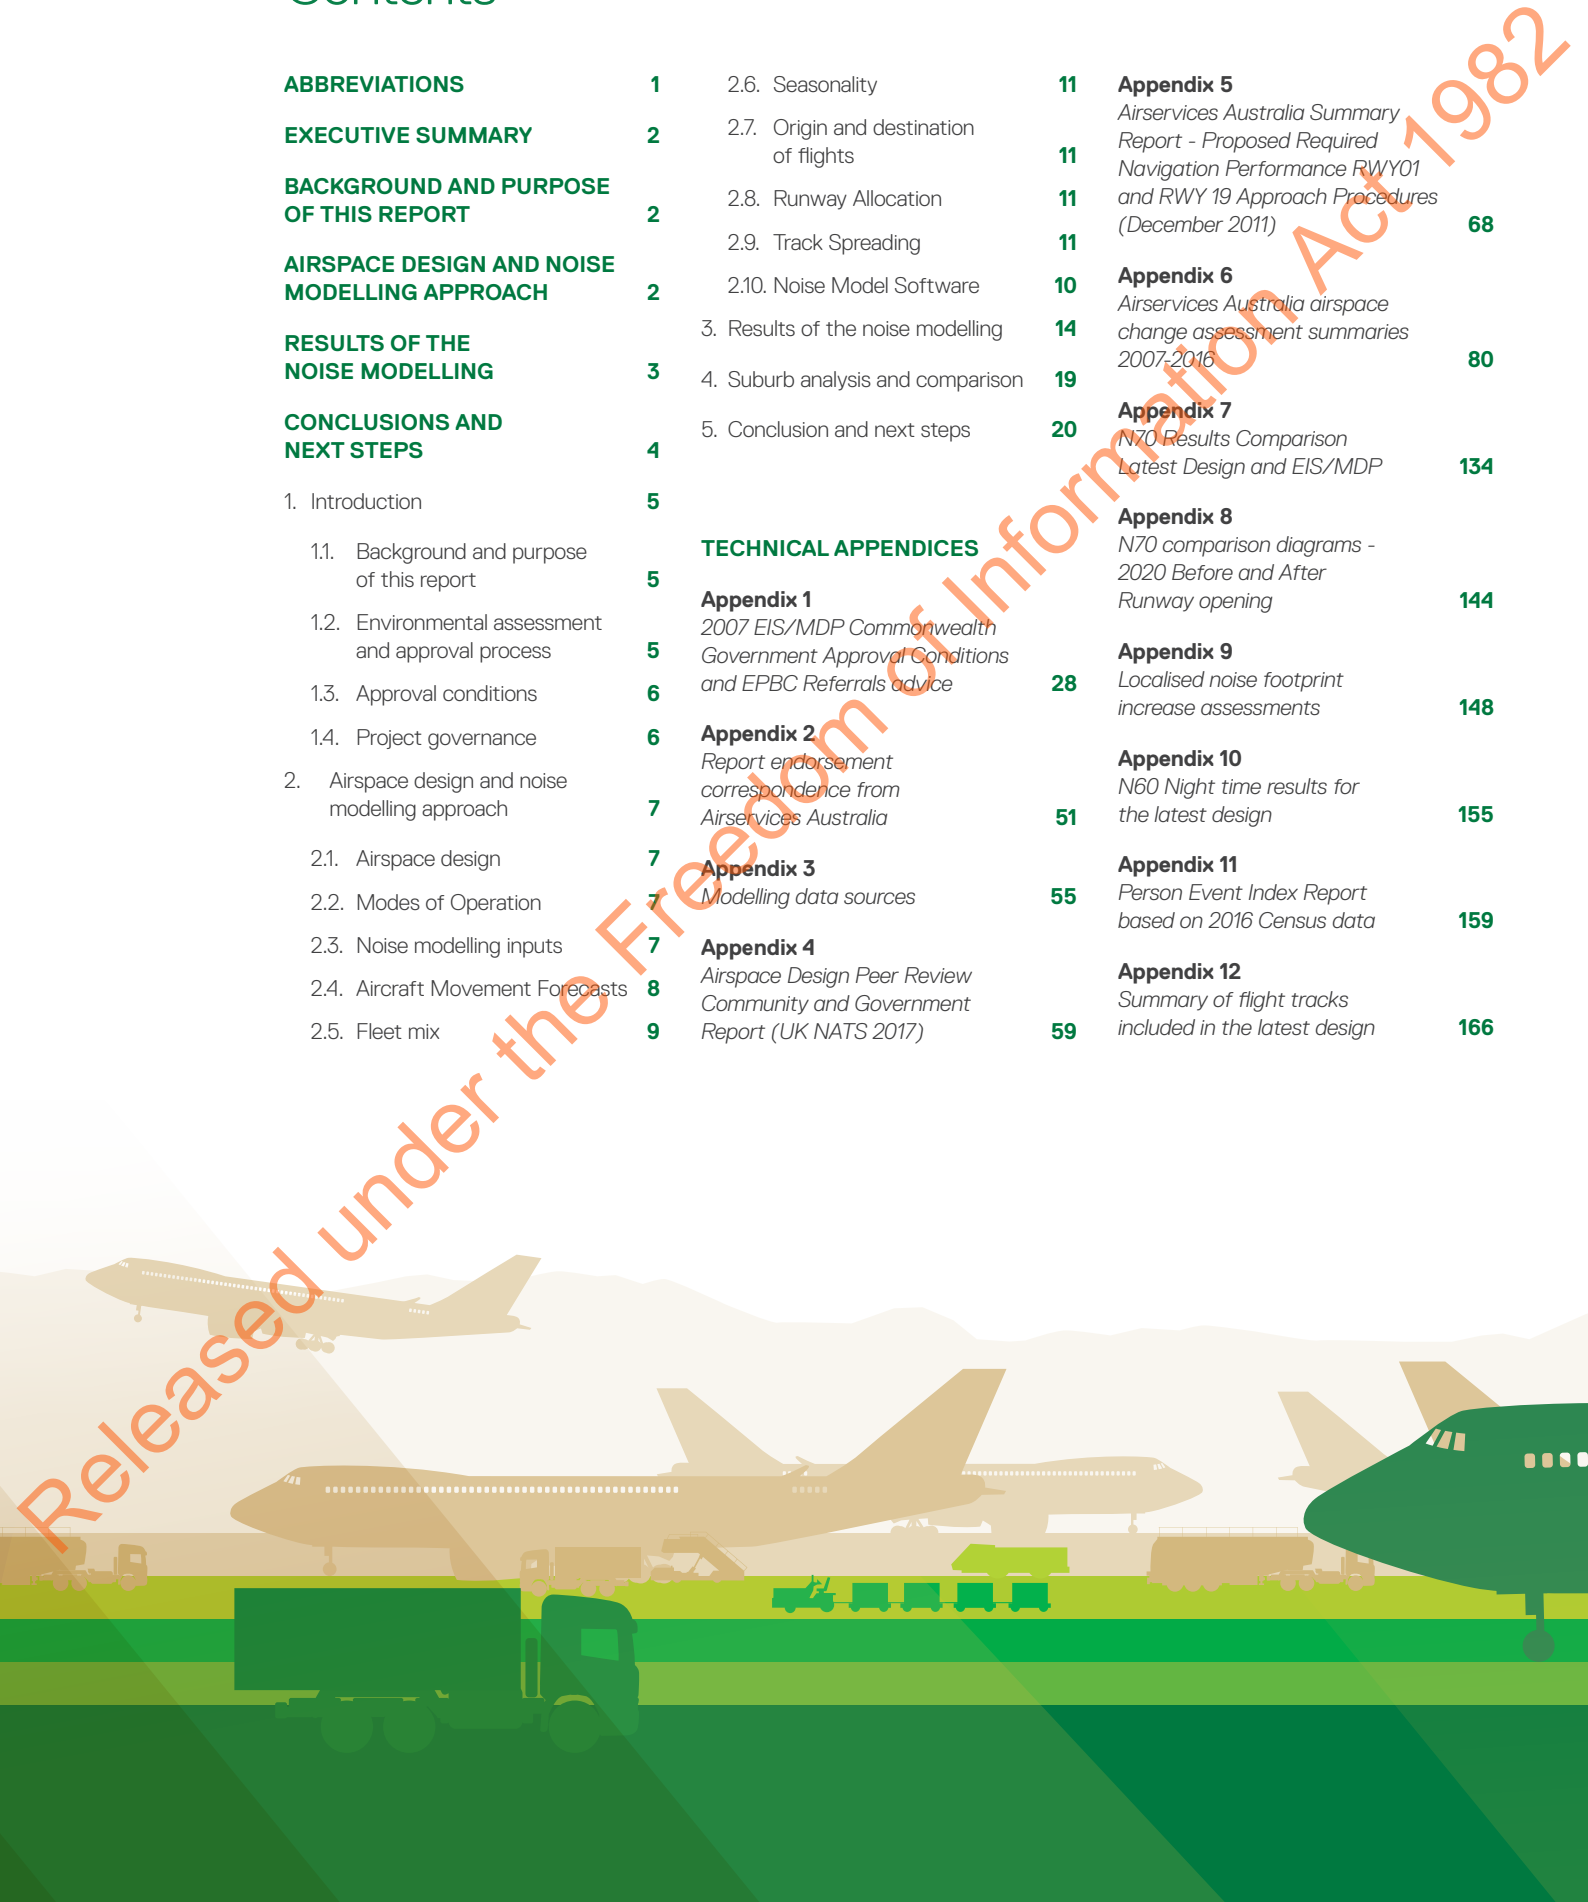 Contents
ABBREVIATIONS 1
EXECUTIVE SUMMARY 2
BACKGROUND AND PURPOSE
OF THIS REPORT 2
AIRSPACE DESIGN AND NOISE
MODELLING APPROACH 2
RESULTS OF THE
NOISE MODELLING 3
CONCLUSIONS AND
NEXT STEPS 4
1. Introduction 5
1.1. Background and purpose
of this report 5
1.2. Environmental assessment
and approval process 5
1.3. Approval conditions 6
1.4. Project governance 6
2. Airspace design and noise
modelling approach 7
2.1. Airspace design 7
2.2. Modes of Operation 7
2.3. Noise modelling inputs 7
2.4. Aircraft Movement Forecasts 8
2.5. Fleet mix 9
2.6. Seasonality 11
2.7. Origin and destination
of flights 11
2.8. Runway Allocation 11
2.9. Track Spreading 11
2.10. Noise Model Software 10
3. Results of the noise modelling 14
4. Suburb analysis and comparison 19
5. Conclusion and next steps 20
TECHNICAL APPENDICES
Appendix 1
2007 EIS/MDP Commonwealth
Government Approval Conditions
and EPBC Referrals advice 28
Appendix 2
Report endorsement
correspondence from
Airservices Australia 51
Appendix 3
Modelling data sources 55
Appendix 4
Airspace Design Peer Review
Community and Government
Report (UK NATS 2017) 59
Appendix 5
Airservices Australia Summary
Report - Proposed Required
Navigation Performance RWY01
and RWY 19 Approach Procedures
(December 2011) 68
Appendix 6
Airservices Australia airspace
change assessment summaries
2007-2016 80
Appendix 7
N70 Results Comparison
Latest Design and EIS/MDP 134
Appendix 8
N70 comparison diagrams -
2020 Before and After
Runway opening 144
Appendix 9
Localised noise footprint
increase assessments 148
Appendix 10
N60 Night time results for
the latest design 155
Appendix 11
Person Event Index Report
based on 2016 Census data 159
Appendix 12
Summary of flight tracks
included in the latest design 166
Released under the Freedom of Information Act 1982